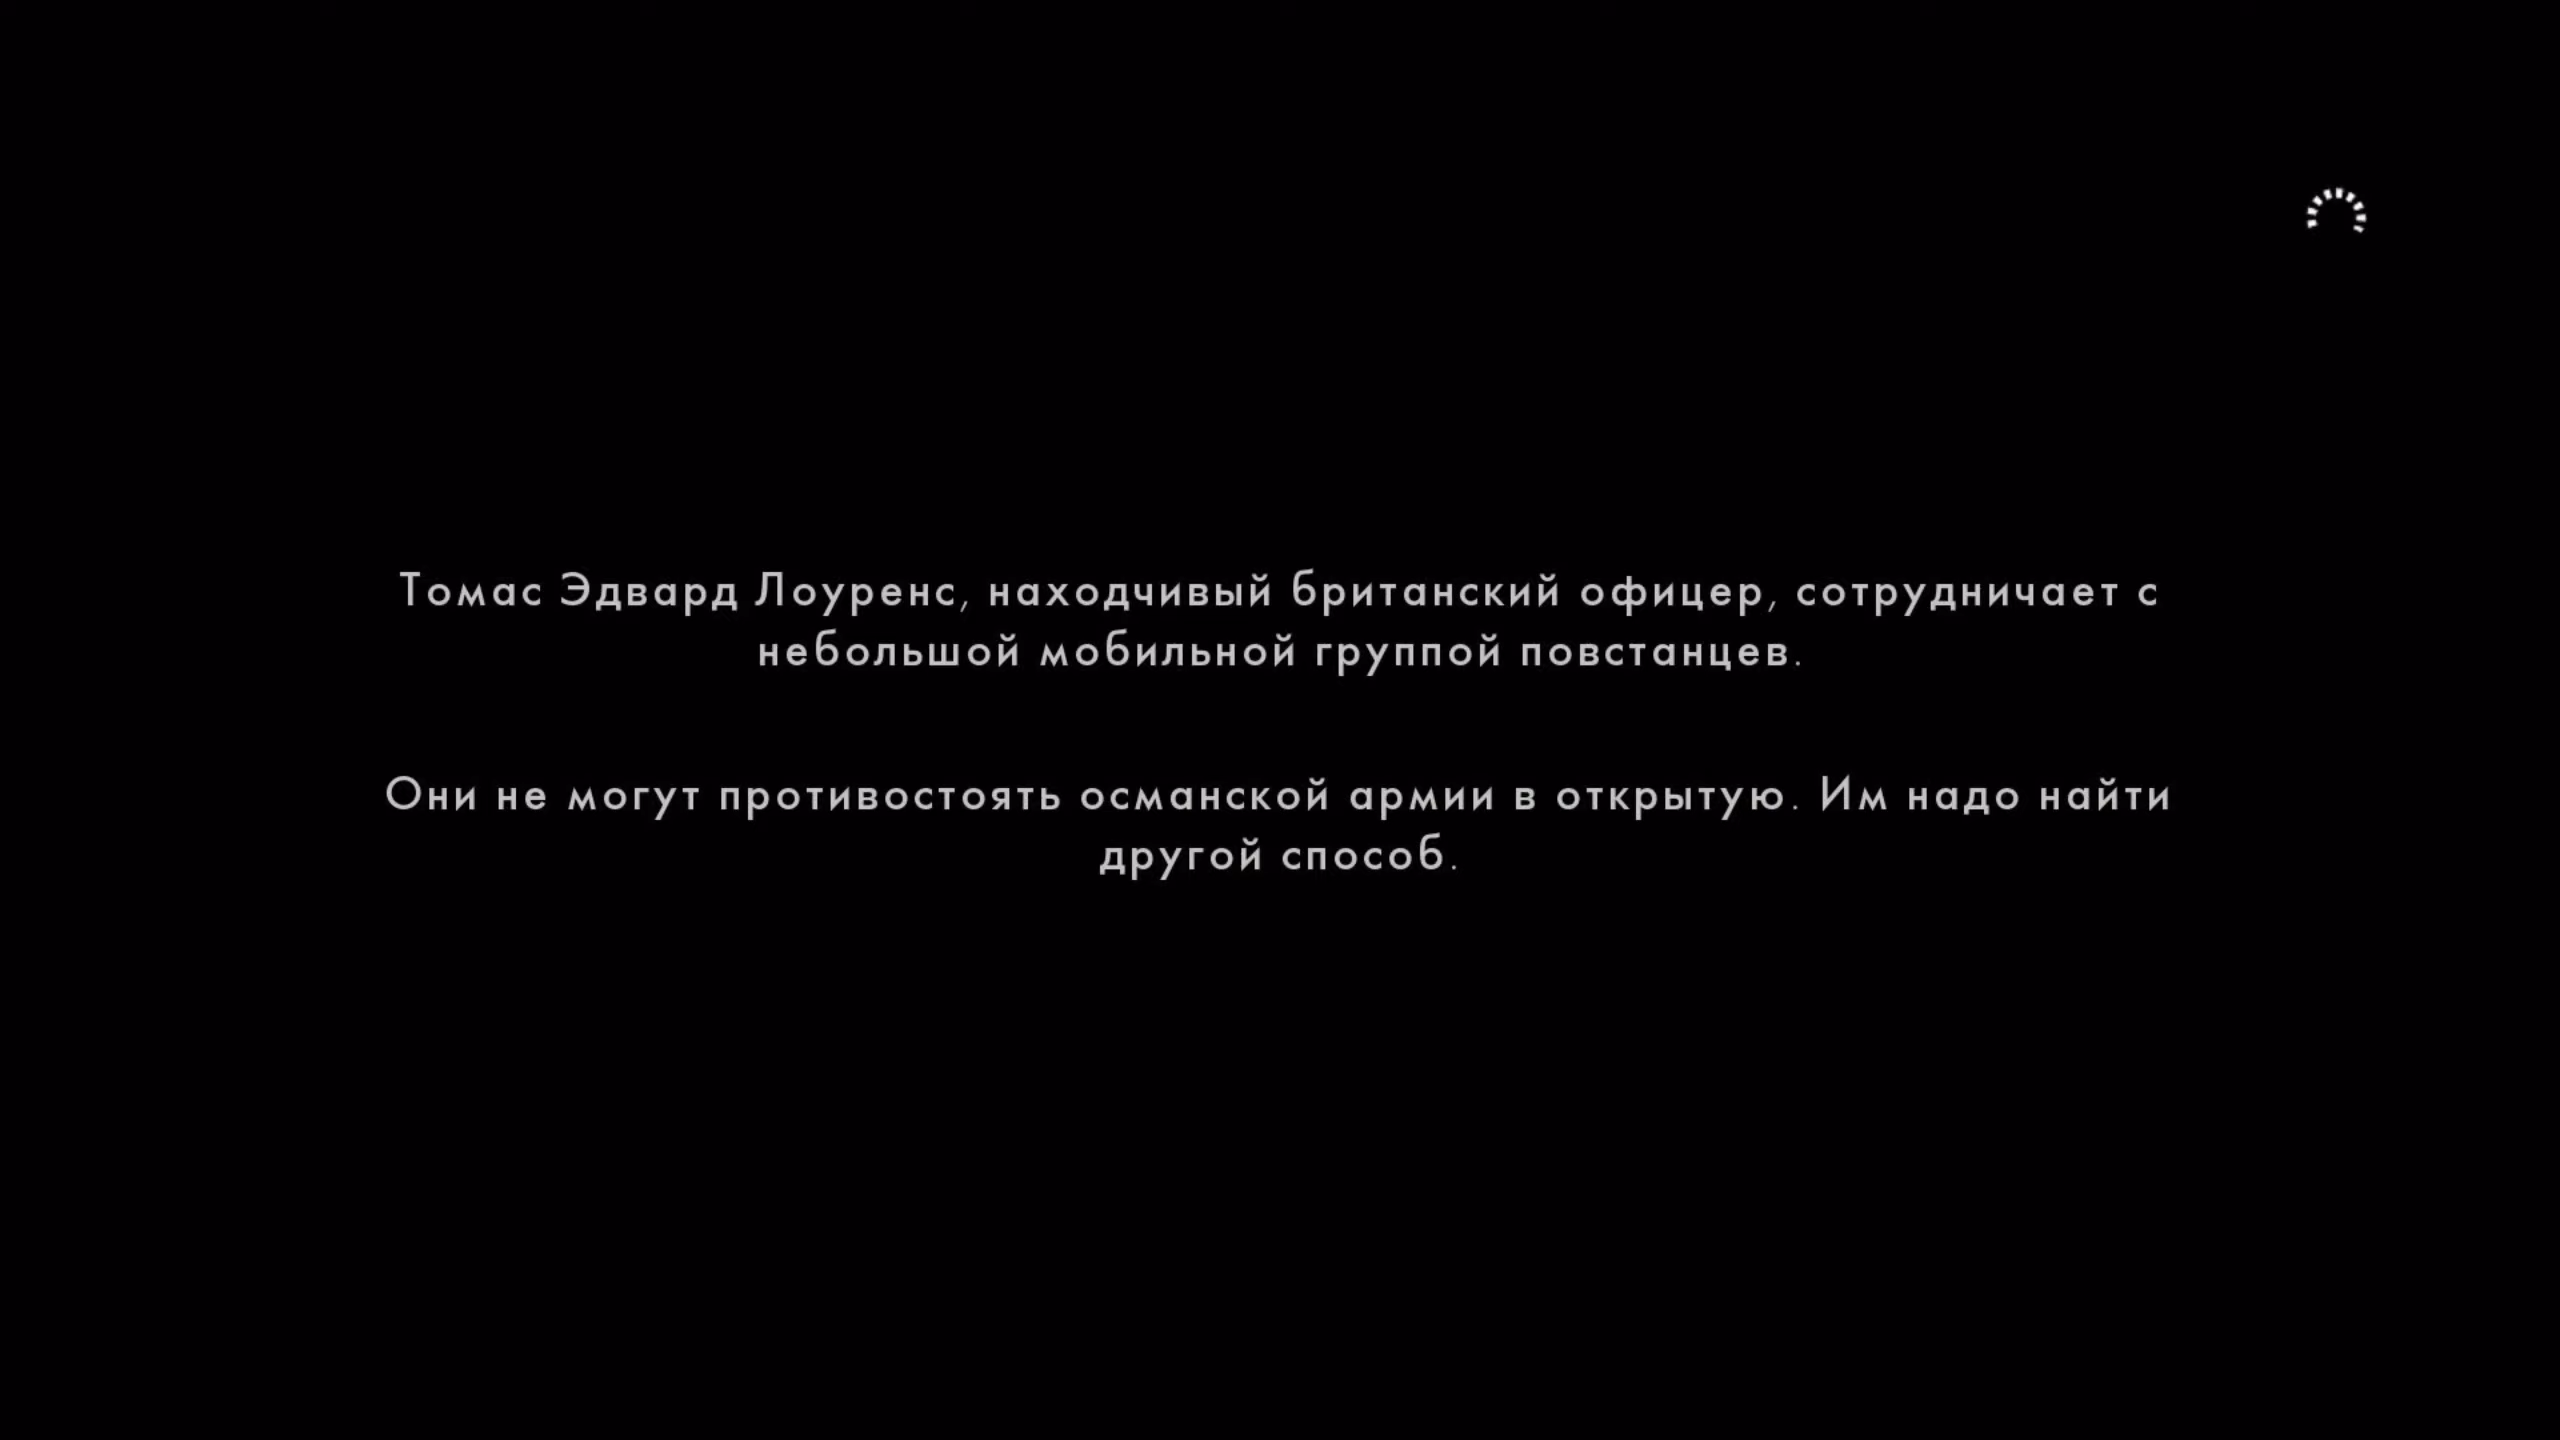 Томас Эдвард Лоуренс, находчивый британский офицер, сотрудничает с
небольшой мобильной группой повстанцев.
Они не могут противостоять османской армии в открытую. Им надо найти
другой способ.